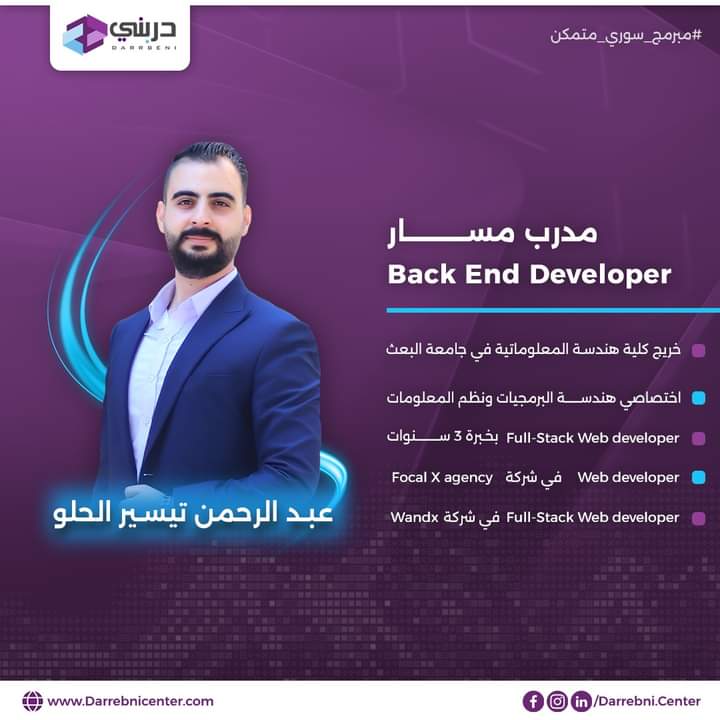 دربني
DARRBENI
#مبرمج_سوري_متمكن
مدرب مسار
Back End Developer
خريج كلية هندسة المعلوماتية في جامعة البعث
اختصاصي هندسة البرمجيات ونظم المعلومات
Full-Stack Web developer بخبرة 3 سنوات
Web developer في شركة Focal X agency
Full-Stack Web developer في شركة Wandx
عبد الرحمن تيسير الحلو
www.Darrebnicenter.com
/Darrebni.Center